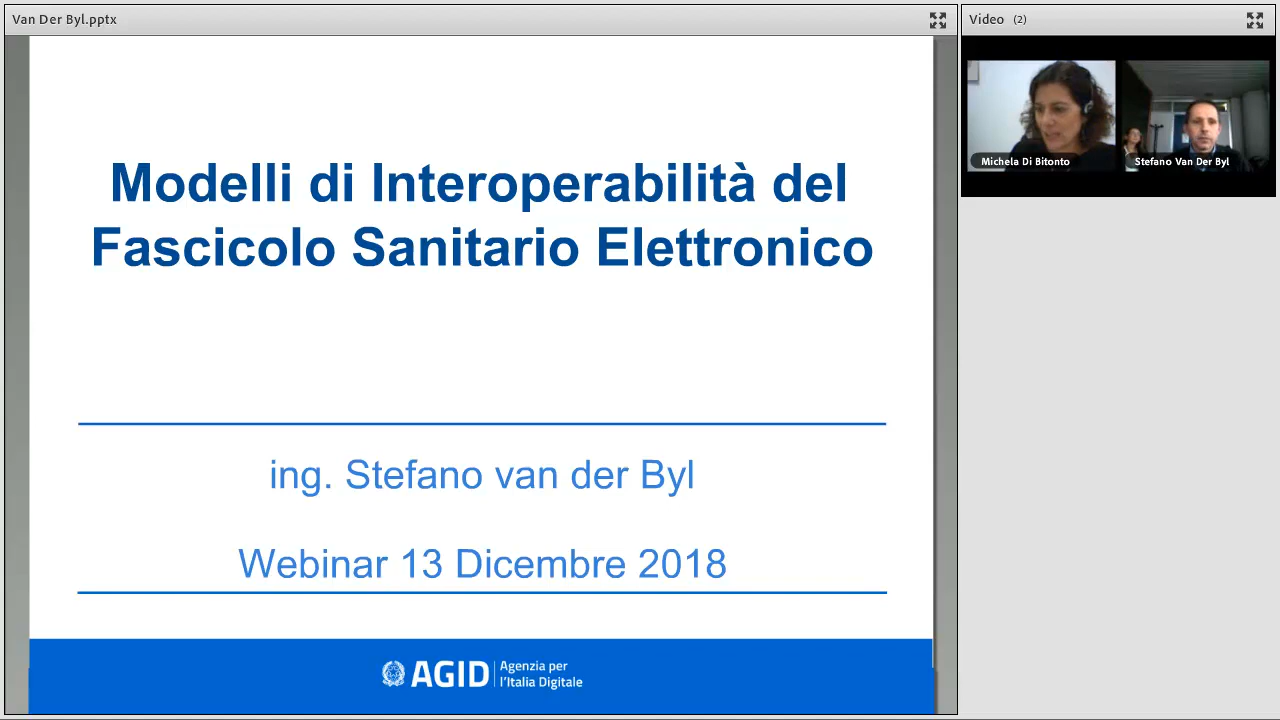 Van Der Byl.pptx
Video (2)
Michela Di Bitonto
Stefano Van Der Byl
Modelli di Interoperabilità del
Fascicolo Sanitario Elettronico
ing. Stefano van der Byl
Webinar 13 Dicembre 2018
AGID
Agenzia per
l'Italia Digitale